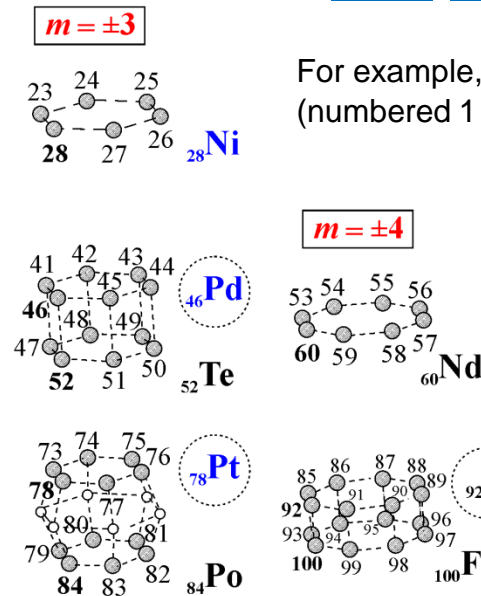 m = ±3
24 25
23
26
28 27
₂₈Ni
For example,
(numbered 1
42 43
41 44
45
46
48 49
47
50
52 51
₄₆Pd
₅₂Te
m = ±4
54 55
53 56
57
60 59 58
₆₀Nd
74 75
73 76
78
77
80 81
79
82
84 83
₇₈Pt
₈₄Po
86 87 88
85 89
91 90
92
93 94 95 96
97
100 99 98
₉₂
₁₀₀F